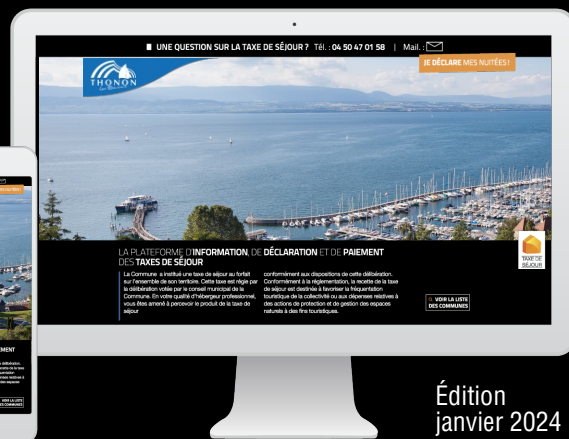 UNE QUESTION SUR LA TAXE DE SÉJOUR ? Tél. : 04 50 47 01 58 | Mail. :
JE DÉCLARE MES NUITÉES !
THONON
LA PLATEFORME D'INFORMATION, DE DÉCLARATION ET DE PAIEMENT
DES TAXES DE SÉJOUR
La Commune a institué une taxe de séjour au forfait
sur l'ensemble de son territoire. Cette taxe est régie par
la délibération votée par le conseil municipal de la
Commune. En votre qualité d'hébergeur professionnel,
vous êtes amené à percevoir le produit de la taxe de
séjour
conformément aux dispositions de cette délibération.
Conformément à la réglementation, la recette de la taxe
de séjour est destinée à favoriser la fréquentation
touristique de la collectivité ou aux dépenses relatives à
des actions de protection et de gestion des espaces
naturels à des fins touristiques.
TAXE DE
SÉJOUR
VOIR LA LISTE
DES COMMUNES
Édition
janvier 2024